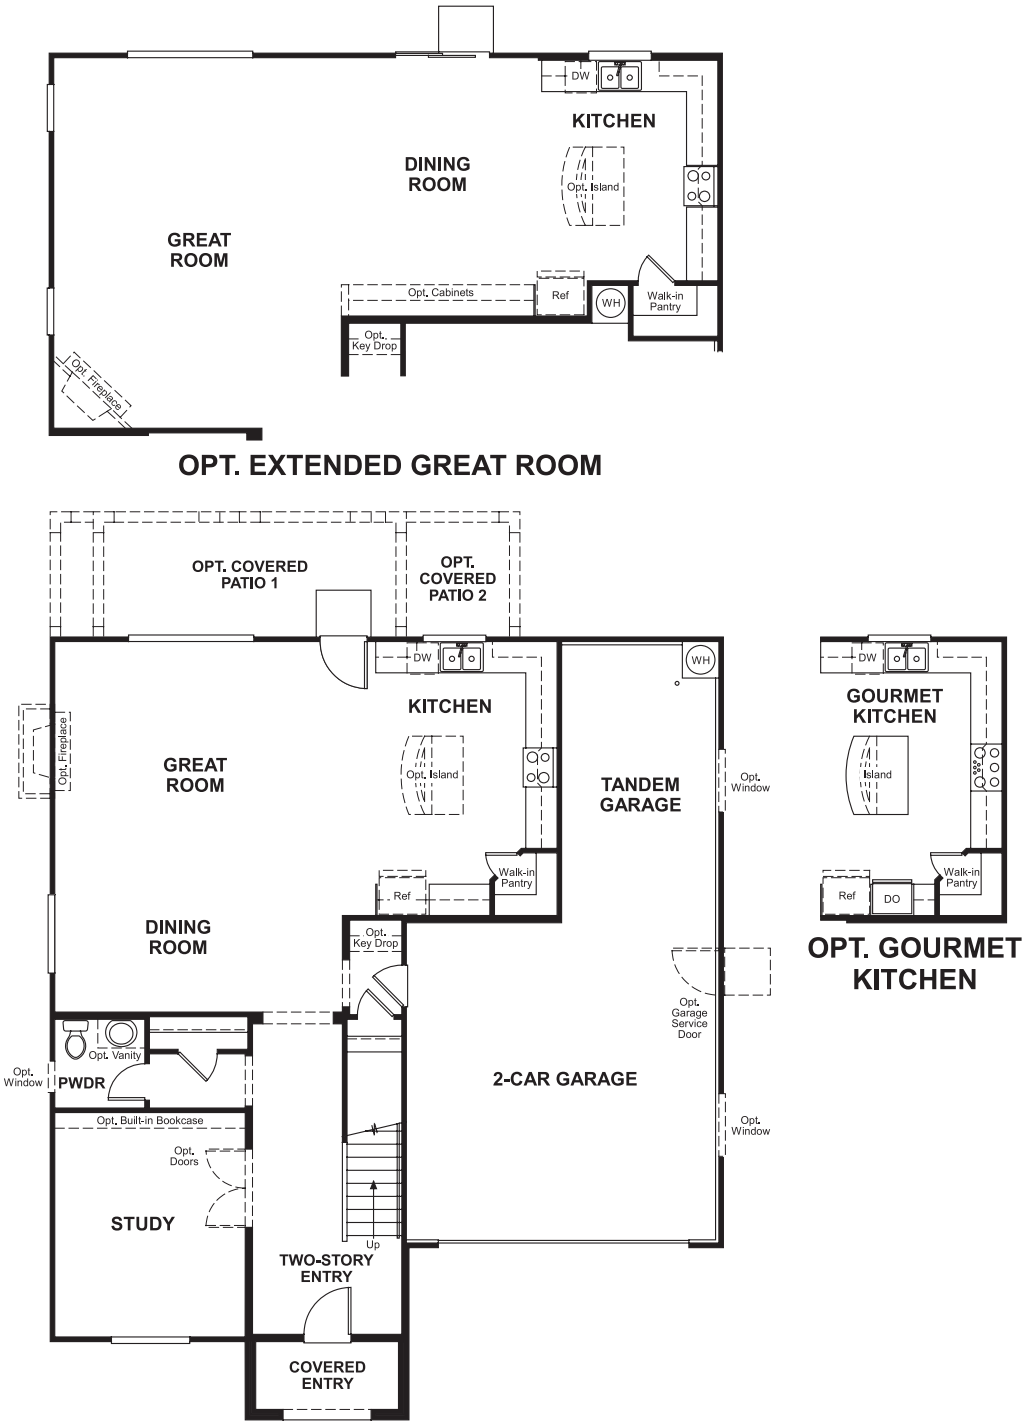 DW
KITCHEN
DINING
ROOM
Opt. Island
GREAT
ROOM
Opt. Cabinets
Ref
WH
Walk-in
Pantry
Opt.
Key Drop
Opt. Fireplace
OPT. EXTENDED GREAT ROOM
OPT. COVERED
PATIO 1
OPT.
COVERED
PATIO 2
DW
WH
KITCHEN
Opt. Fireplace
GREAT
ROOM
Opt. Island
TANDEM
GARAGE
Opt.
Window
Walk-in
Pantry
Ref
DINING
ROOM
Opt.
Key Drop
Opt.
Garage
Service
Door
Opt. Vanity
Opt.
Window
PWDR
2-CAR GARAGE
Opt. Built-in Bookcase
Opt.
Window
Opt.
Doors
STUDY
Up
TWO-STORY
ENTRY
COVERED
ENTRY
DW
GOURMET
KITCHEN
Island
Walk-in
Pantry
Ref
DO
OPT. GOURMET
KITCHEN